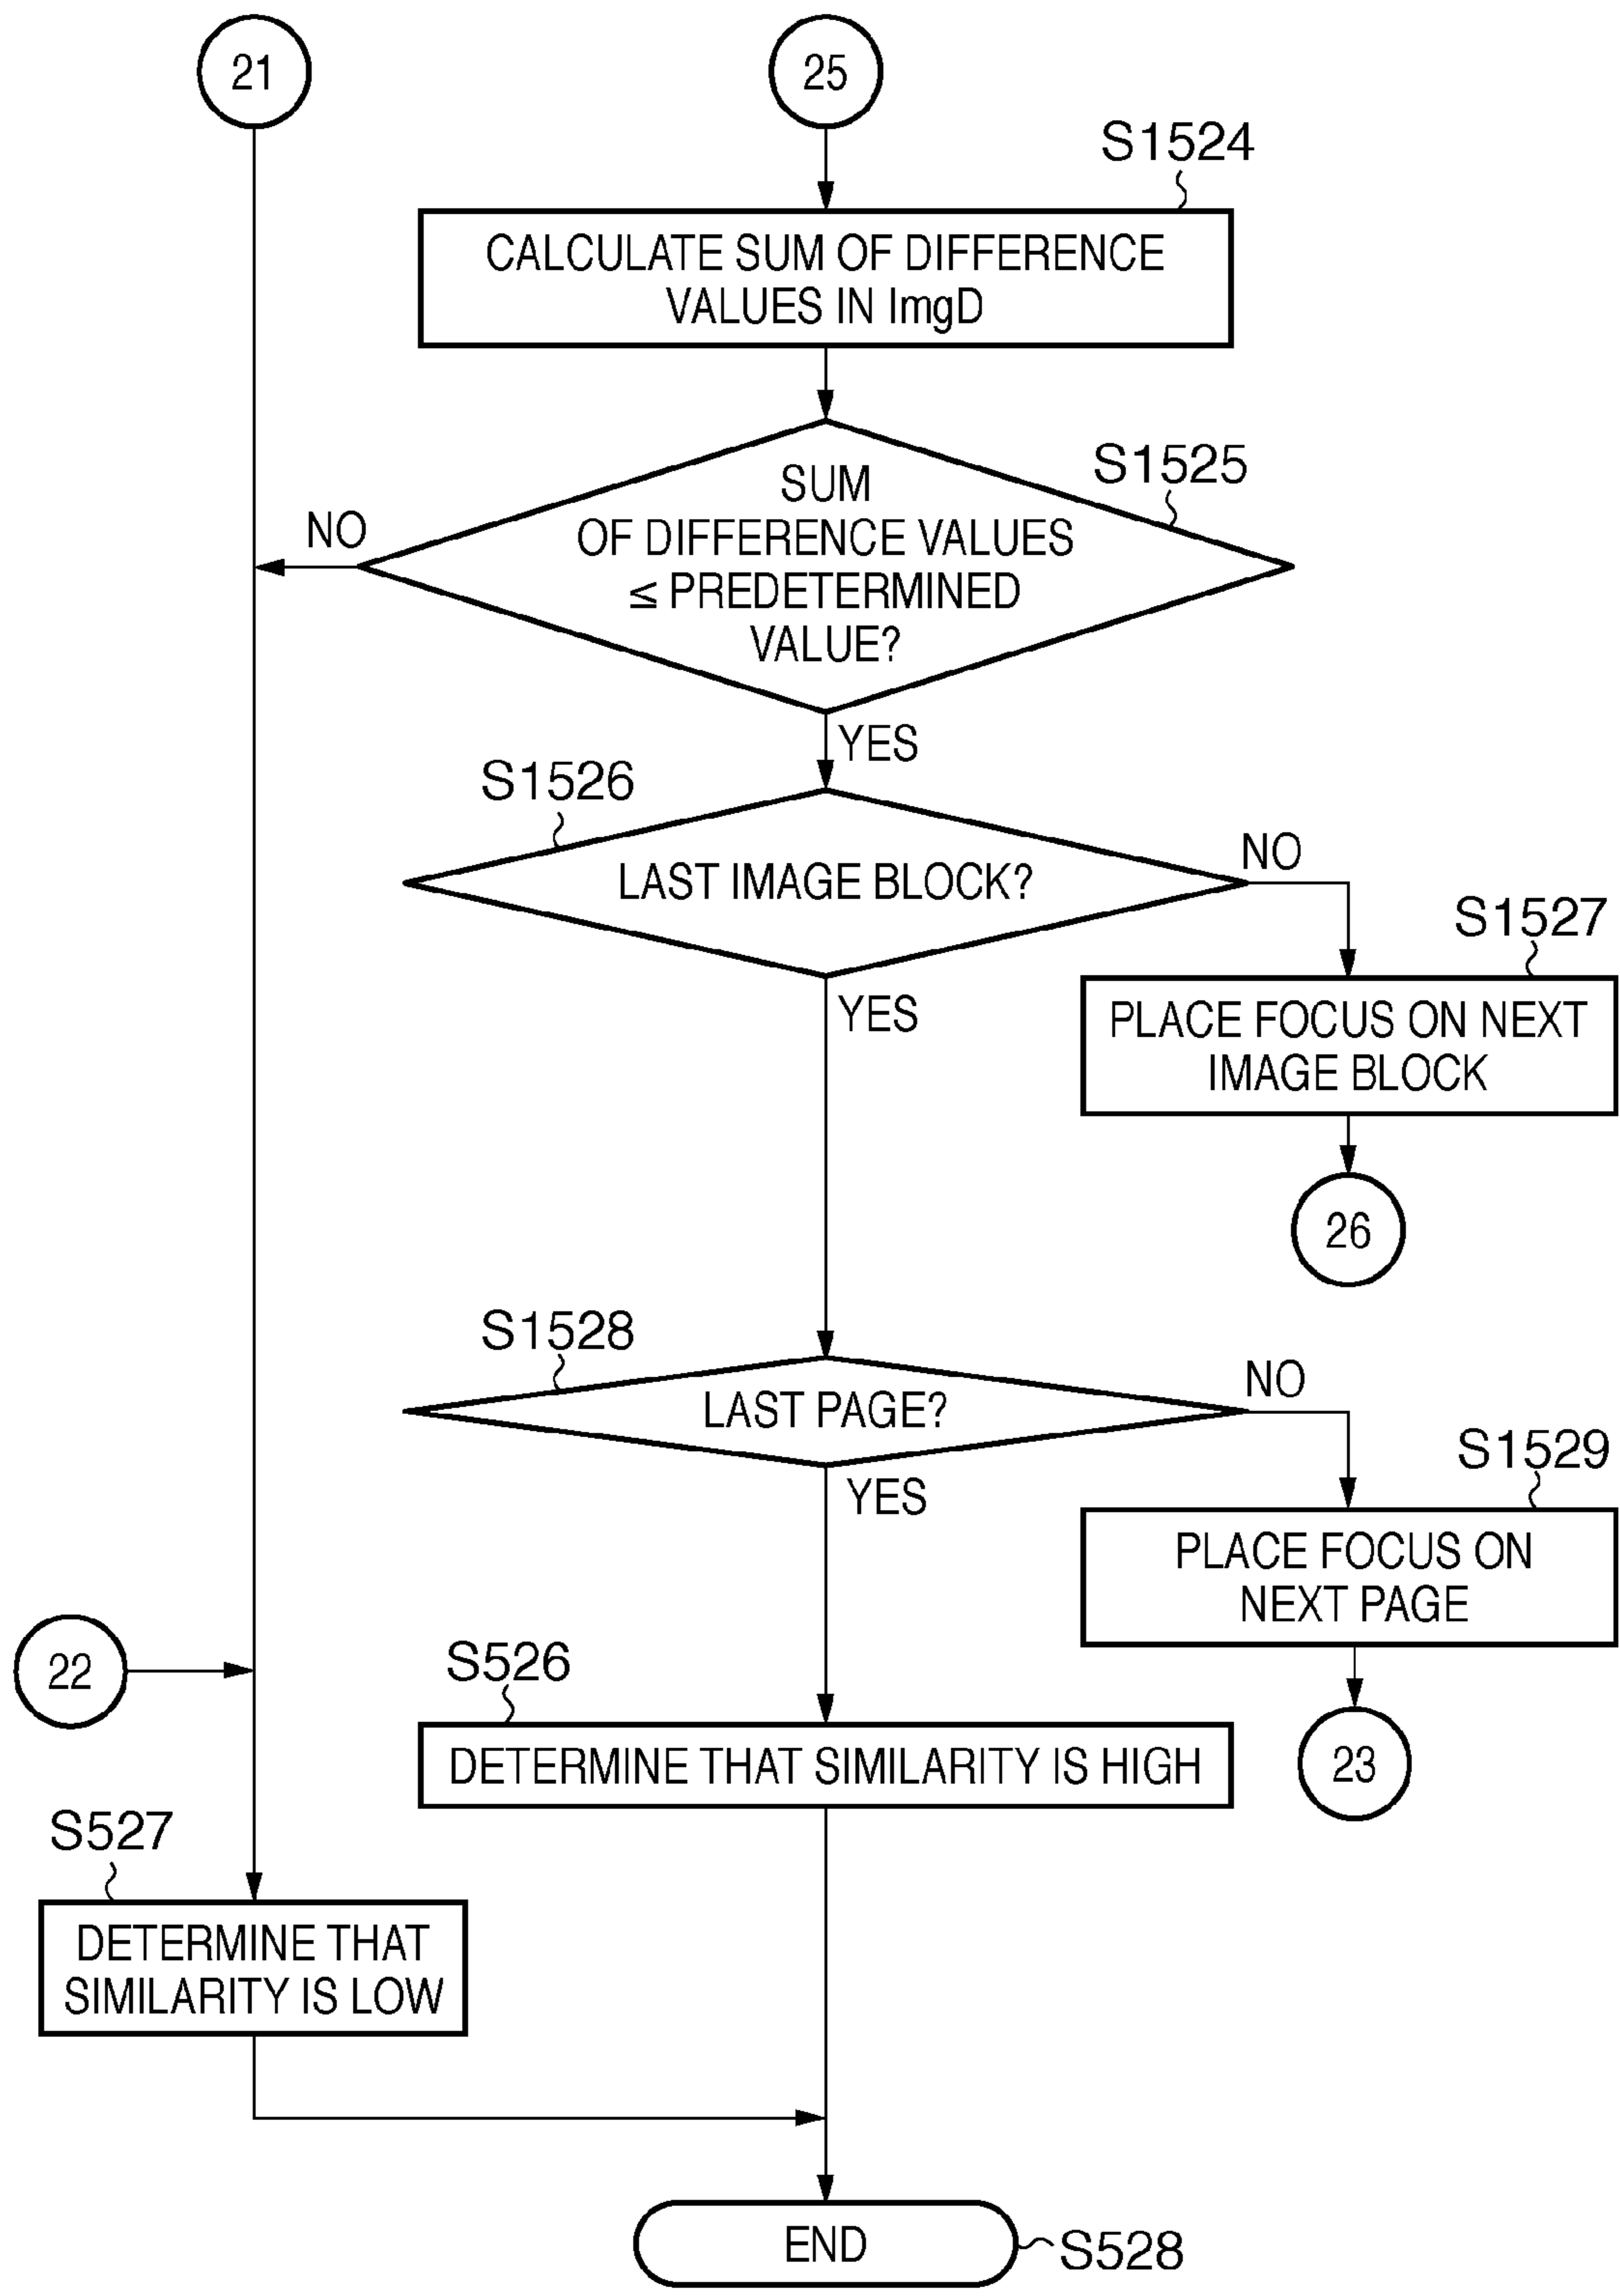 21
25
S1524
CALCULATE SUM OF DIFFERENCE
VALUES IN ImgD
S1525
SUM
OF DIFFERENCE VALUES
≤ PREDETERMINED
VALUE?
NO
YES
S1526
LAST IMAGE BLOCK?
NO
YES
S1527
PLACE FOCUS ON NEXT
IMAGE BLOCK
26
S1528
LAST PAGE?
NO
YES
S1529
PLACE FOCUS ON
NEXT PAGE
23
22
S526
DETERMINE THAT SIMILARITY IS HIGH
S527
DETERMINE THAT
SIMILARITY IS LOW
END
S528